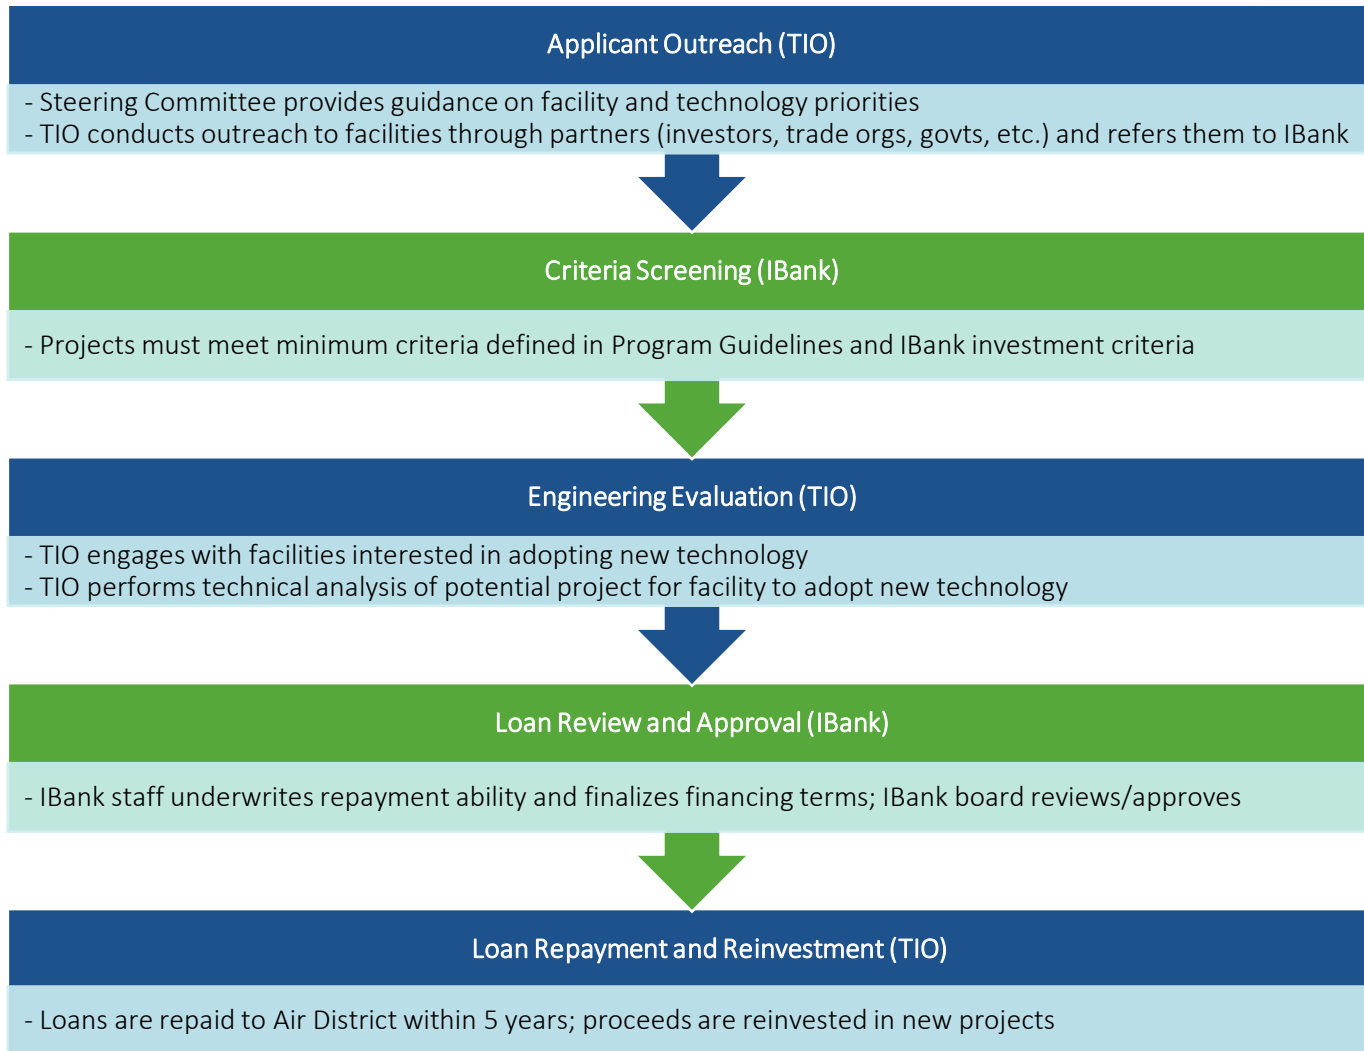 Applicant Outreach (TIO)
- Steering Committee provides guidance on facility and technology priorities
- TIO conducts outreach to facilities through partners (investors, trade orgs, govts, etc.) and refers them to IBank
Criteria Screening (IBank)
- Projects must meet minimum criteria defined in Program Guidelines and IBank investment criteria
Engineering Evaluation (TIO)
- TIO engages with facilities interested in adopting new technology
- TIO performs technical analysis of potential project for facility to adopt new technology
Loan Review and Approval (IBank)
- IBank staff underwrites repayment ability and finalizes financing terms; IBank board reviews/approves
Loan Repayment and Reinvestment (TIO)
- Loans are repaid to Air District within 5 years; proceeds are reinvested in new projects